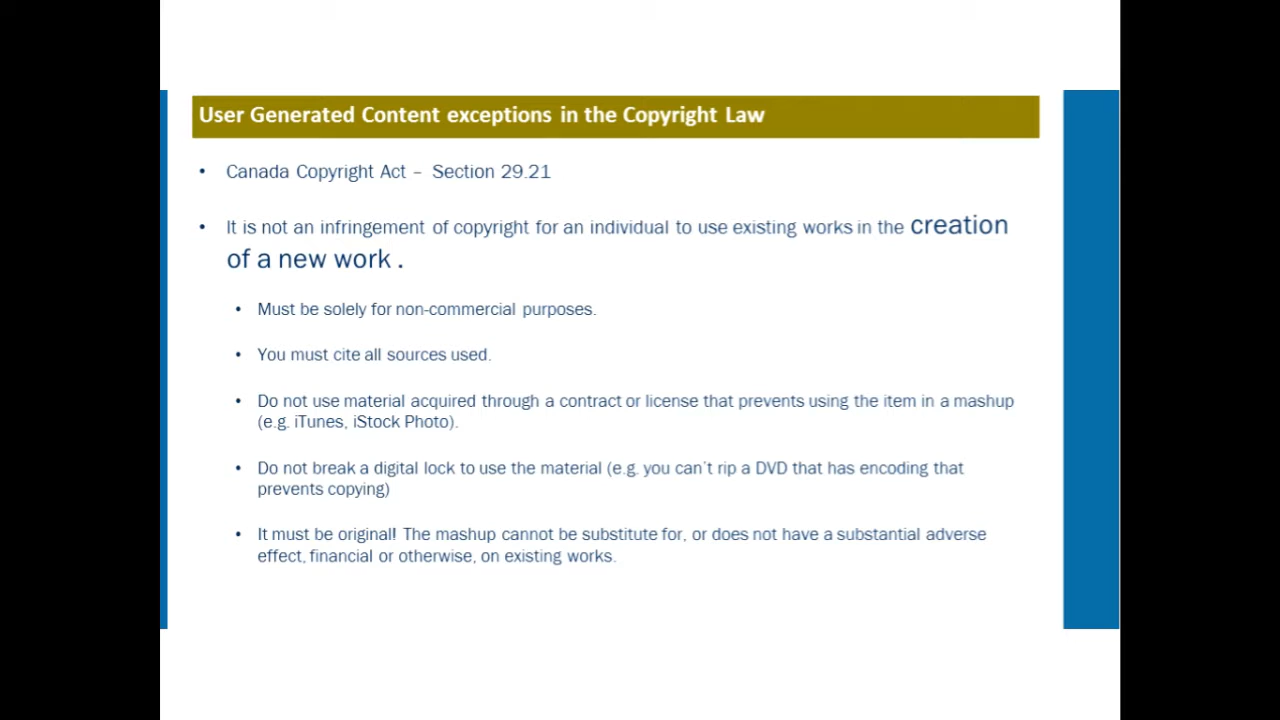 User Generated Content exceptions in the Copyright Law
• Canada Copyright Act – Section 29.21
• It is not an infringement of copyright for an individual to use existing works in the creation
of a new work .
• Must be solely for non-commercial purposes.
• You must cite all sources used.
• Do not use material acquired through a contract or license that prevents using the item in a mashup
(e.g. iTunes, iStock Photo).
• Do not break a digital lock to use the material (e.g. you can't rip a DVD that has encoding that
prevents copying)
• It must be original! The mashup cannot be substitute for, or does not have a substantial adverse
effect, financial or otherwise, on existing works.